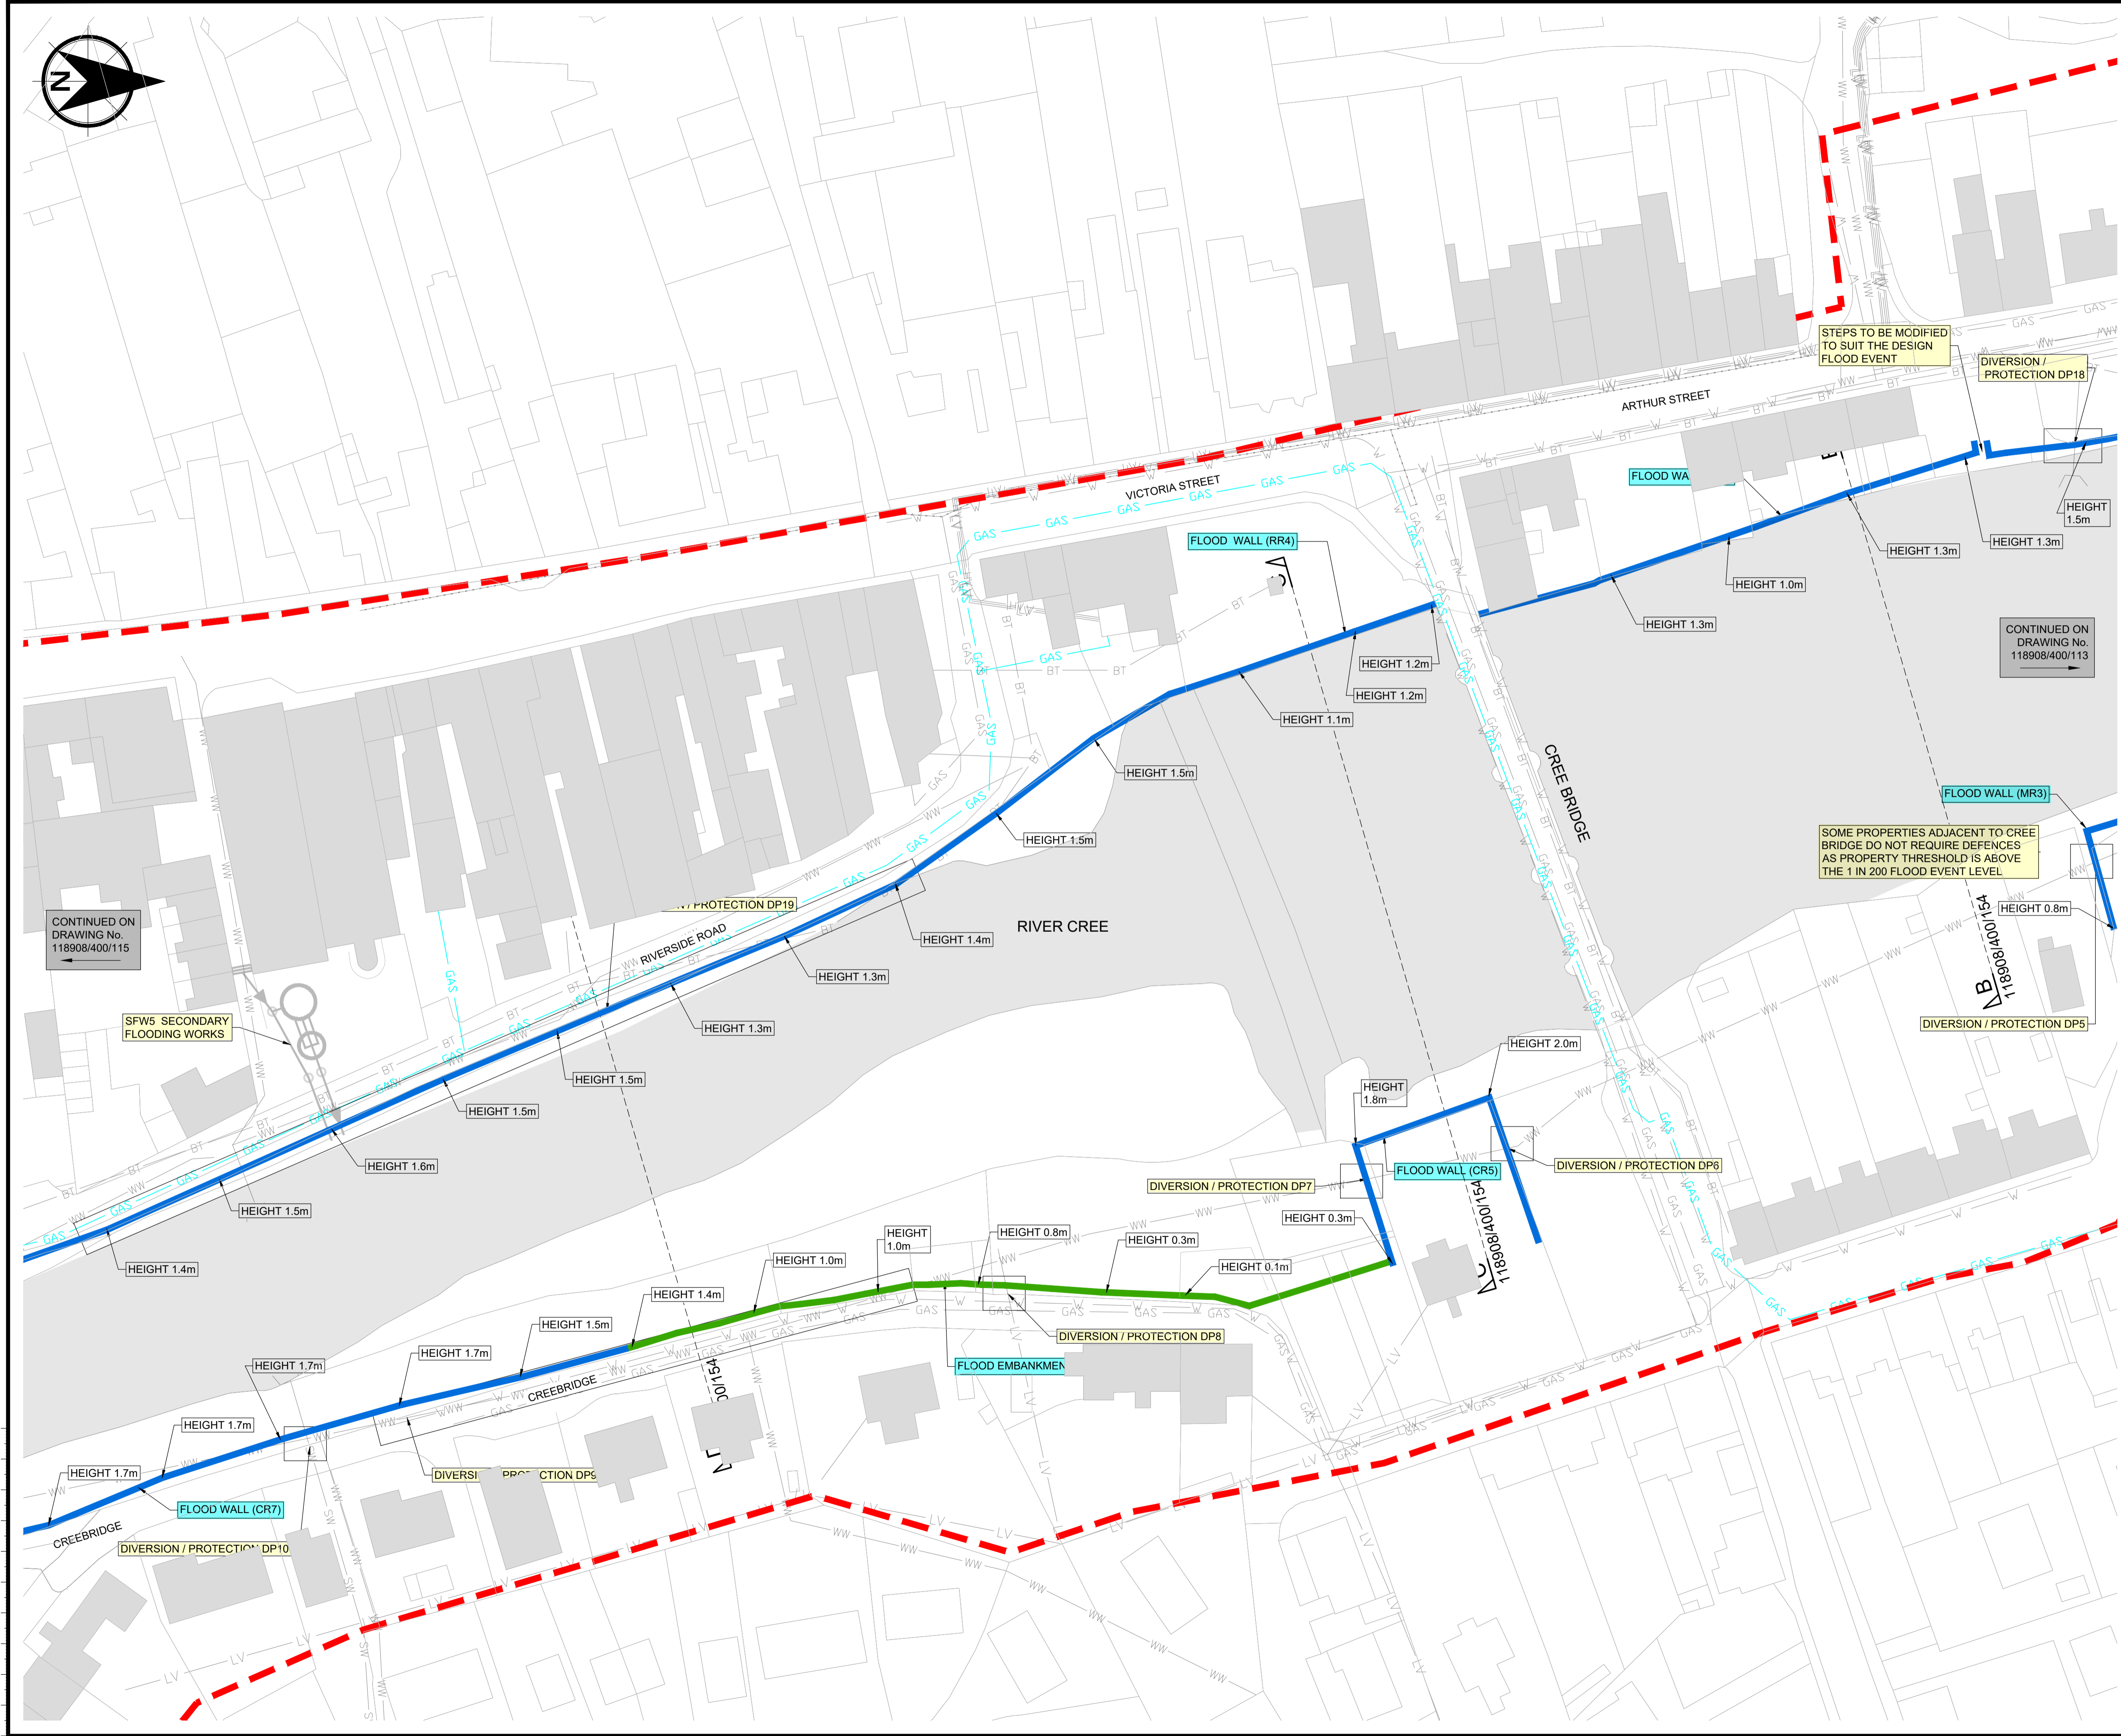 N
STEPS TO BE MODIFIED
TO SUIT THE DESIGN
FLOOD EVENT
DIVERSION /
PROTECTION DP18
ARTHUR STREET
VICTORIA STREET
FLOOD WALL (RR4)
HEIGHT
1.5m
HEIGHT 1.3m
HEIGHT 1.3m
HEIGHT 1.0m
HEIGHT 1.3m
CONTINUED ON
DRAWING No.
118908/400/113
HEIGHT 1.2m
HEIGHT 1.2m
HEIGHT 1.1m
HEIGHT 1.5m
CREE BRIDGE
FLOOD WALL (MR3)
SOME PROPERTIES ADJACENT TO CREE
BRIDGE DO NOT REQUIRE DEFENCES
AS PROPERTY THRESHOLD IS ABOVE
THE 1 IN 200 FLOOD EVENT LEVEL
HEIGHT 1.5m
/ PROTECTION DP19
HEIGHT 0.8m
CONTINUED ON
DRAWING No.
118908/400/115
RIVER CREE
RIVERSIDE ROAD
HEIGHT 1.4m
HEIGHT 1.3m
B
118908/400/154
SFW5 SECONDARY
FLOODING WORKS
HEIGHT 1.3m
DIVERSION / PROTECTION DP5
HEIGHT 2.0m
HEIGHT 1.5m
HEIGHT
1.8m
HEIGHT 1.5m
HEIGHT 1.6m
FLOOD WALL (CR5)
DIVERSION / PROTECTION DP6
DIVERSION / PROTECTION DP7
HEIGHT 1.5m
HEIGHT 0.3m
118908/400/154
HEIGHT
1.0m
HEIGHT 0.8m
HEIGHT 0.3m
HEIGHT 1.4m
HEIGHT 1.0m
HEIGHT 0.1m
HEIGHT 1.4m
HEIGHT 1.5m
DIVERSION / PROTECTION DP8
HEIGHT 1.7m
HEIGHT 1.7m
FLOOD
CREEBRIDGE
HEIGHT 1.7m
HEIGHT 1.7m
DP9
FLOOD WALL (CR7)
CREEBRIDGE
DIVERSION / PROTECTION DP10
GAS
BT
WW
W
LV
SW